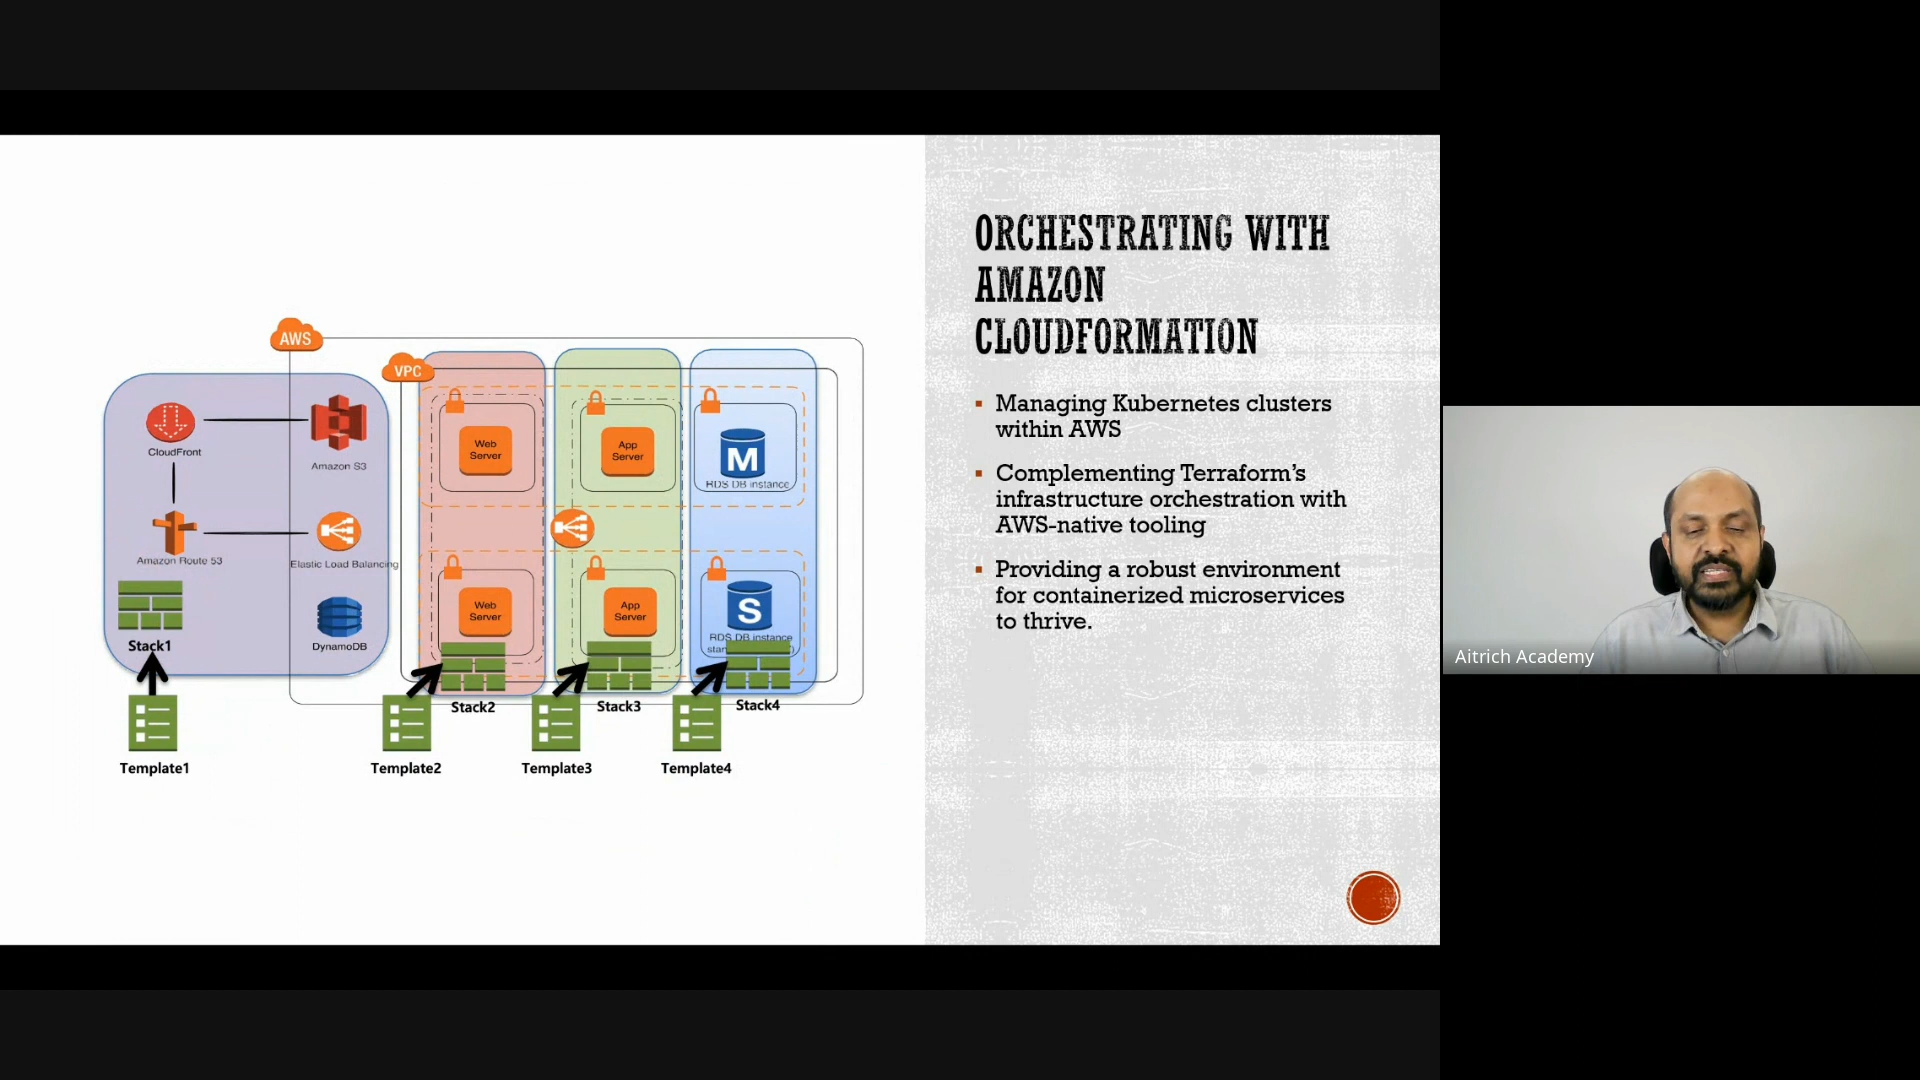 AWS
VPC
CloudFront
Amazon S3
Amazon Route 53
Elastic Load Balancing
DynamoDB
Stack1
Template1
Web
Server
App
Server
M
RDS DB instance
Web
Server
App
Server
S
RDS DB instance
Stack2
Stack3
Stack4
Template2
Template3
Template4
ORCHESTRATING WITH
AMAZON
CLOUDFORMATION
Managing Kubernetes clusters
within AWS
Complementing Terraform’s
infrastructure orchestration with
AWS-native tooling
Providing a robust environment
for containerized microservices
to thrive.
Aitrich Academy